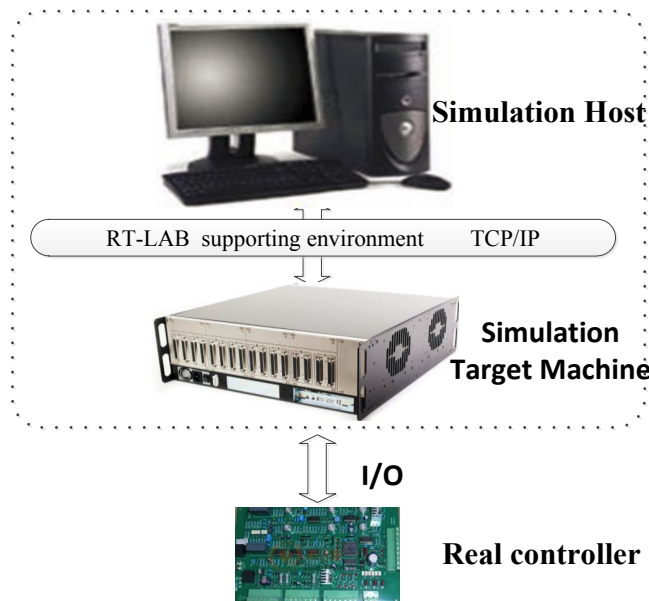 Simulation Host
RT-LAB supporting environment TCP/IP
Simulation
Target Machine
I/O
Real controller